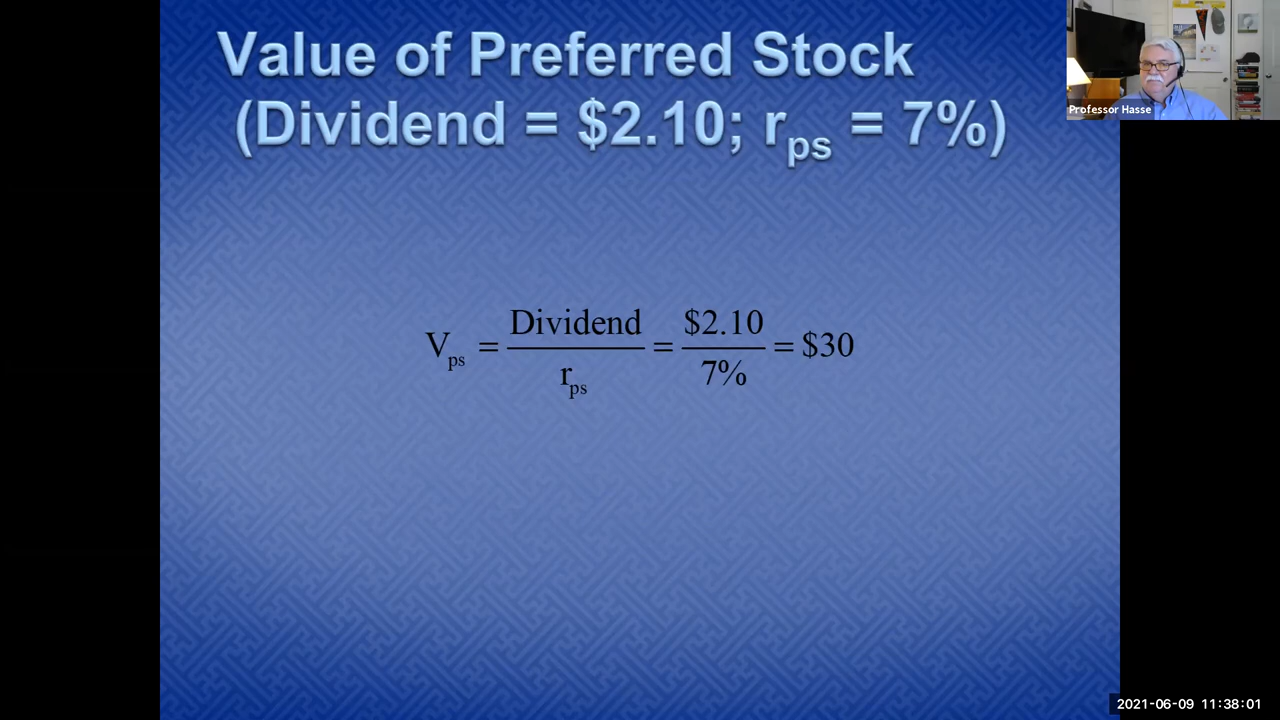 Value of Preferred Stock
(Dividend = $2.10; rps = 7%)
Professor Hasse
Vps = Dividend / rps = $2.10 / 7% = $30
2021-06-09 11:38:01